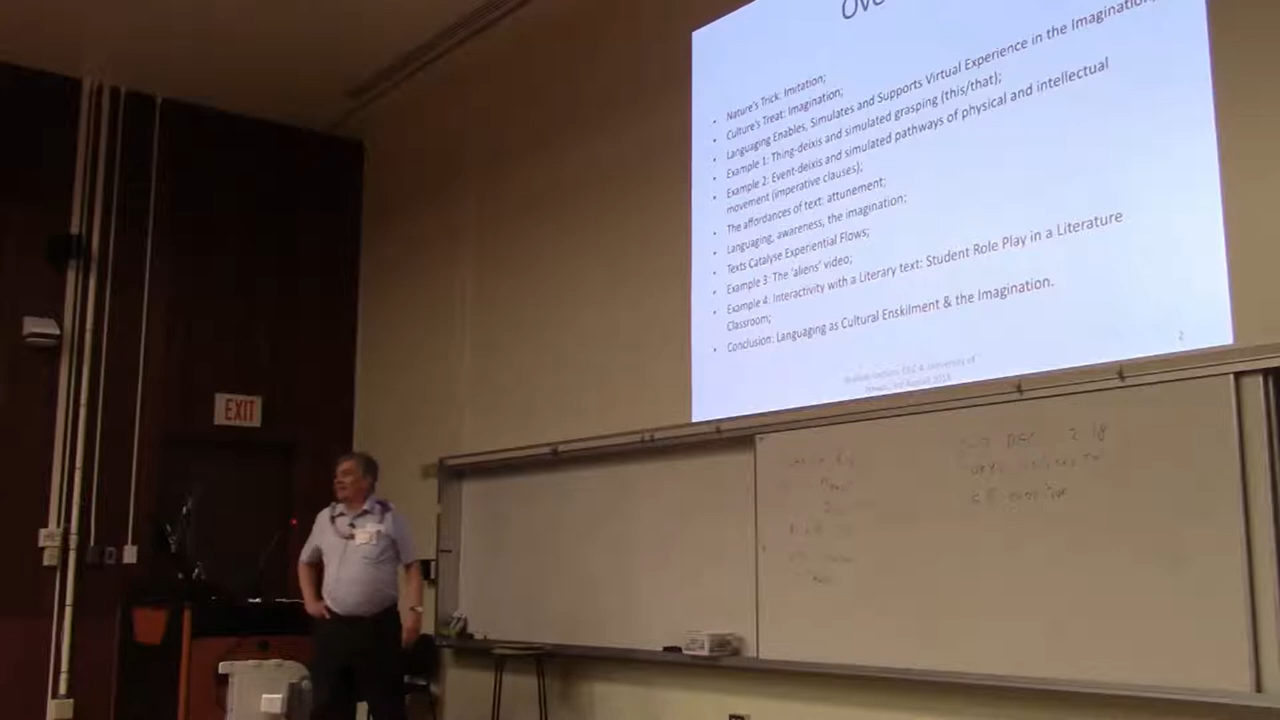 Ove
• Nature's Trick: Imitation;
• Culture's Treat: Imagination;
• Languaging Enables, Simulates and Supports Virtual Experience in the Imagination;
• Example 1: Thing-deixis and simulated grasping (this/that);
• Example 2: Event-deixis and simulated pathways of physical and intellectual
movement (imperative clauses);
• The affordances of text: attunement;
• Languaging, awareness, the imagination;
• Texts Catalyse Experiential Flows;
• Example 3: The 'aliens' video;
• Example 4: Interactivity with a Literary text: Student Role Play in a Literature
Classroom;
• Conclusion: Languaging as Cultural Enskilment & the Imagination.
2
University of
August
EXIT